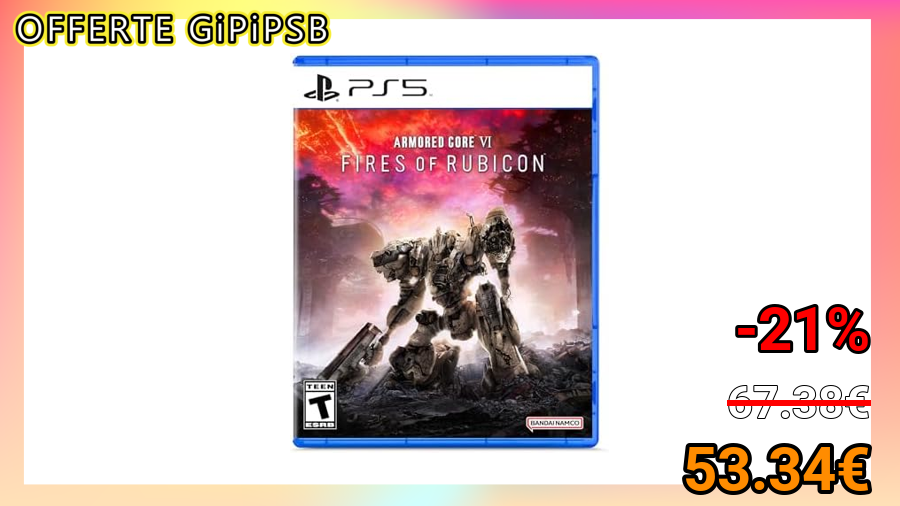 OFFERTE GiPiPSB
PS5
ARMORED CORE VI
FIRES OF RUBICON
-21%
67.38€
53.34€
TEEN
T
ESRB
BANDAI NAMCO